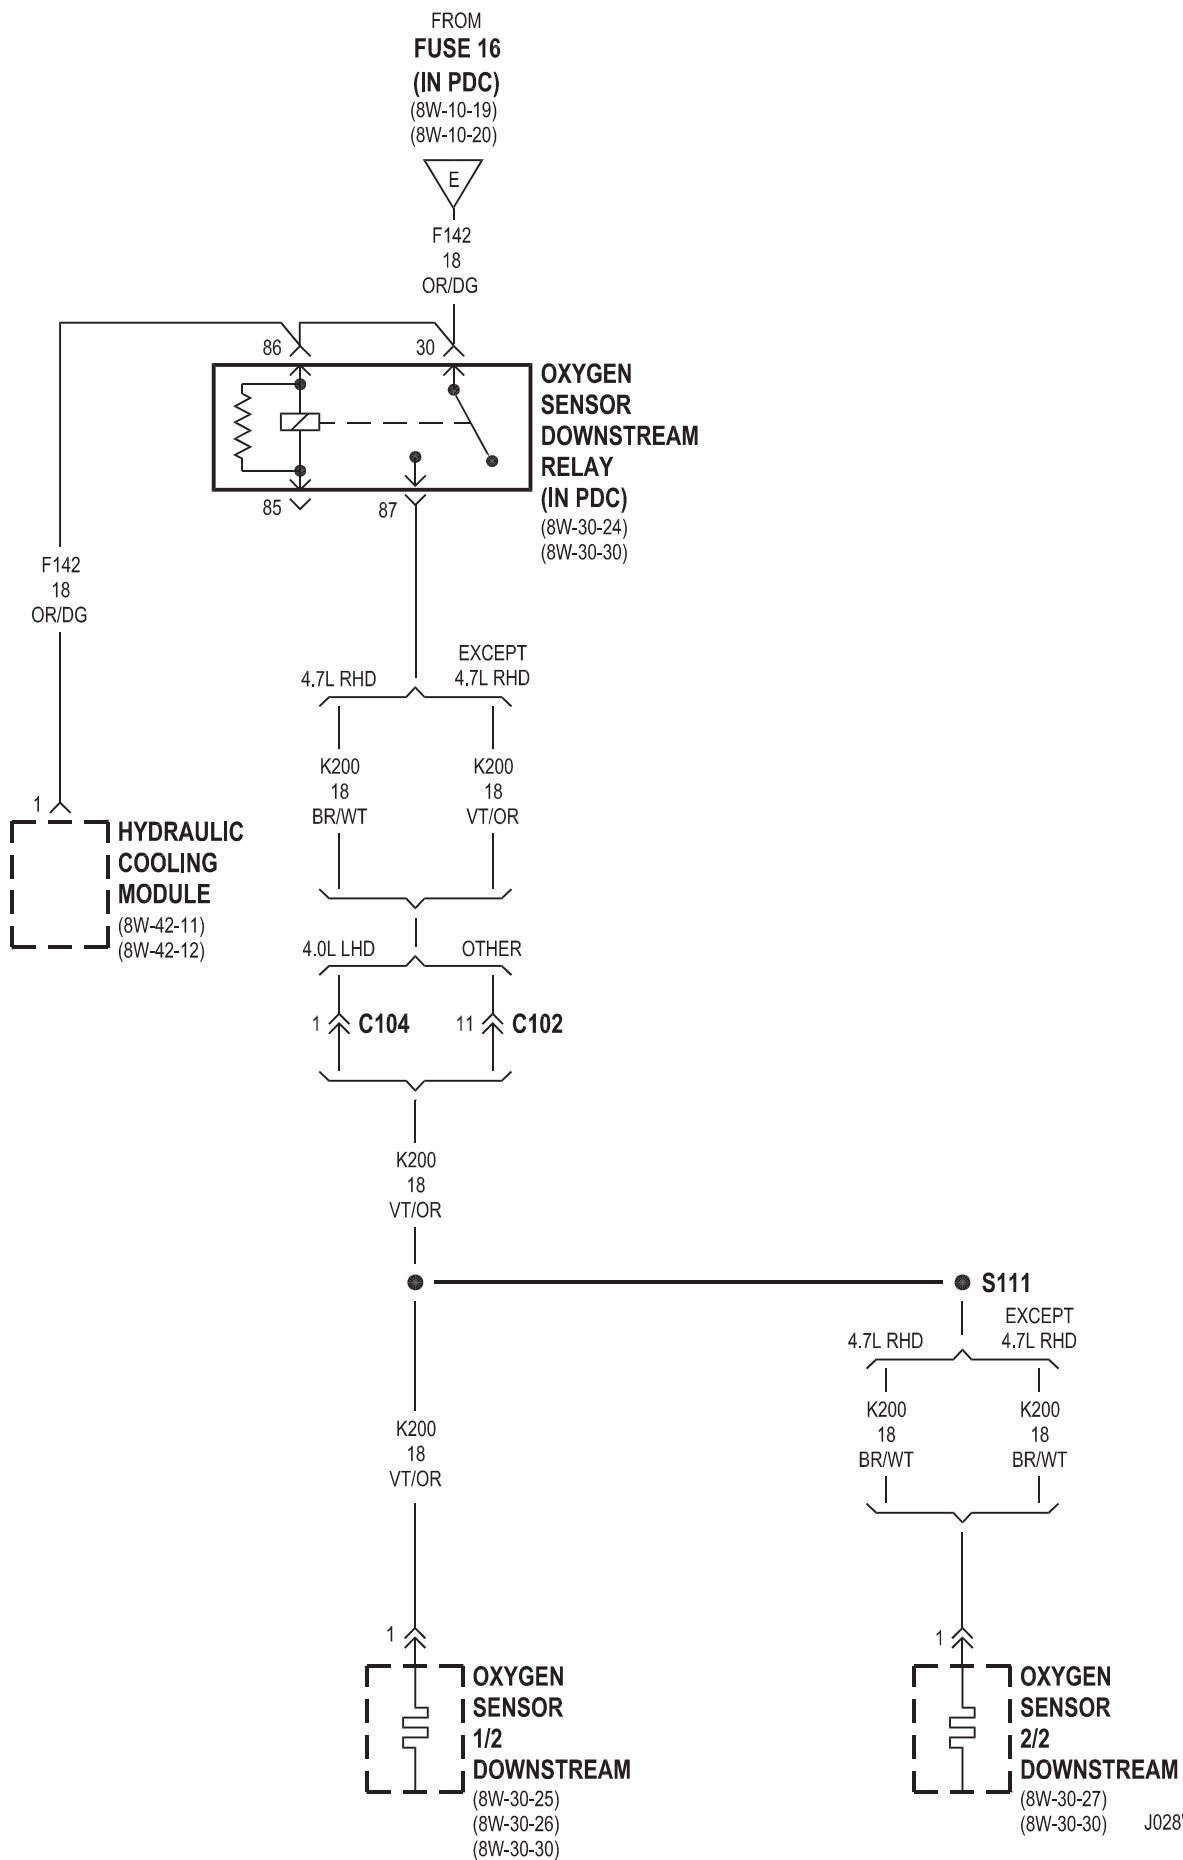 FROM
FUSE 16
(IN PDC)
(8W-10-19)
(8W-10-20)
E
F142
18
OR/DG
86
30
OXYGEN
SENSOR
DOWNSTREAM
RELAY
(IN PDC)
(8W-30-24)
(8W-30-30)
85
87
F142
18
OR/DG
4.7L RHD
EXCEPT
4.7L RHD
K200
18
BR/WT
K200
18
VT/OR
1
HYDRAULIC
COOLING
MODULE
(8W-42-11)
(8W-42-12)
4.0L LHD
OTHER
1
C104
11
C102
K200
18
VT/OR
S111
4.7L RHD
EXCEPT
4.7L RHD
K200
18
VT/OR
K200
18
BR/WT
K200
18
BR/WT
1
OXYGEN
SENSOR
1/2
DOWNSTREAM
(8W-30-25)
(8W-30-26)
(8W-30-30)
1
OXYGEN
SENSOR
2/2
DOWNSTREAM
(8W-30-27)
(8W-30-30)